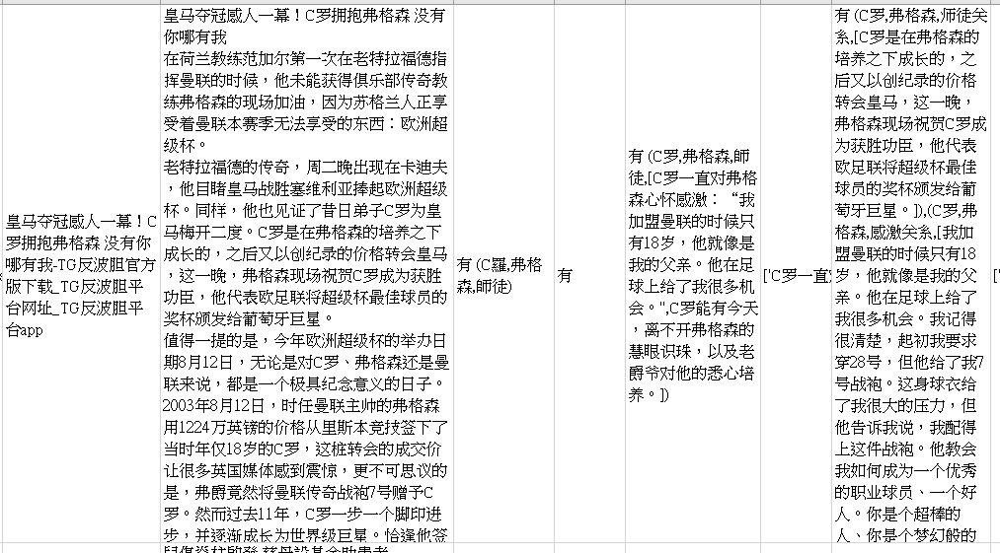 皇马夺冠感人一幕！C
罗拥抱弗格森 没有你
哪有我-TG反波胆官方
版下载_TG反波胆平
台网址_TG反波胆平
台app
皇马夺冠感人一幕！C罗拥抱弗格森 没有
你哪有我
在荷兰教练范加尔第一次在老特拉福德指
挥曼联的时候，他未能获得俱乐部传奇教
练弗格森的现场加油，因为苏格兰人正享
受着曼联本赛季无法享受的东西：欧洲超
级杯。
老特拉福德的传奇，周二晚出现在卡迪夫
，他目睹皇马战胜塞维利亚捧起欧洲超级
杯。同样，他也见证了昔日弟子C罗为皇
马梅开二度。C罗是在弗格森的培养之下
成长的，之后又以创纪录的价格转会皇马
，这一晚，弗格森现场祝贺C罗成为获胜
功臣，他代表欧足联将超级杯最佳球员的
奖杯颁发给葡萄牙巨星。
值得一提的是，今年欧洲超级杯的举办日
期8月12日，无论是对C罗、弗格森还是曼
联来说，都是一个极具纪念意义的日子。
2003年8月12日，时任曼联主帅的弗格森
用1224万英镑的价格从里斯本竞技签下了
当时年仅18岁的C罗，这桩转会的成交价
让很多英国媒体感到震惊，更不可思议的
是，弗爵竟然将曼联传奇战袍7号赠予C
罗。然而过去11年，C罗一步一个脚印进
步，并逐渐成长为世界级巨星。恰逢他签
有 (C羅,弗格
森,師徒)
有
有 (C罗,弗格森,師
徒,[C罗一直对弗格
森心怀感激：“我
加盟曼联的时候只
有18岁，他就像是
我的父亲。他在足
球上给了我很多机
会。",C罗能有今天
，离不开弗格森的
慧眼识珠，以及老
爵爷对他的悉心培
养。])
['C罗一直
有 (C罗,弗格森,师徒关
系,[C罗是在弗格森的
培养之下成长的，之
后又以创纪录的价格
转会皇马，这一晚，
弗格森现场祝贺C罗成
为获胜功臣，他代表
欧足联将超级杯最佳
球员的奖杯颁发给葡
萄牙巨星。]),(C罗,弗
格森,感激关系,[我加
盟曼联的时候只有18
岁，他就像是我的父
亲。他在足球上给了
我很多机会。我记得
很清楚，起初我要求
穿28号，但他给了我7
号战袍。这身球衣给
了我很大的压力，但
他告诉我说，我配得
上这件战袍。他教会
我如何成为一个优秀
的职业球员、一个好
人。你是个超棒的
人、你是个梦幻般的
['